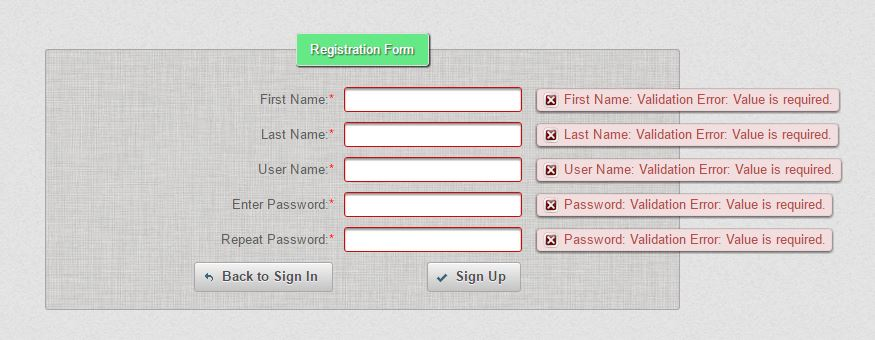 Registration Form
First Name:* First Name: Validation Error: Value is required.
Last Name:* Last Name: Validation Error: Value is required.
User Name:* User Name: Validation Error: Value is required.
Enter Password:* Password: Validation Error: Value is required.
Repeat Password:* Password: Validation Error: Value is required.
Back to Sign In Sign Up